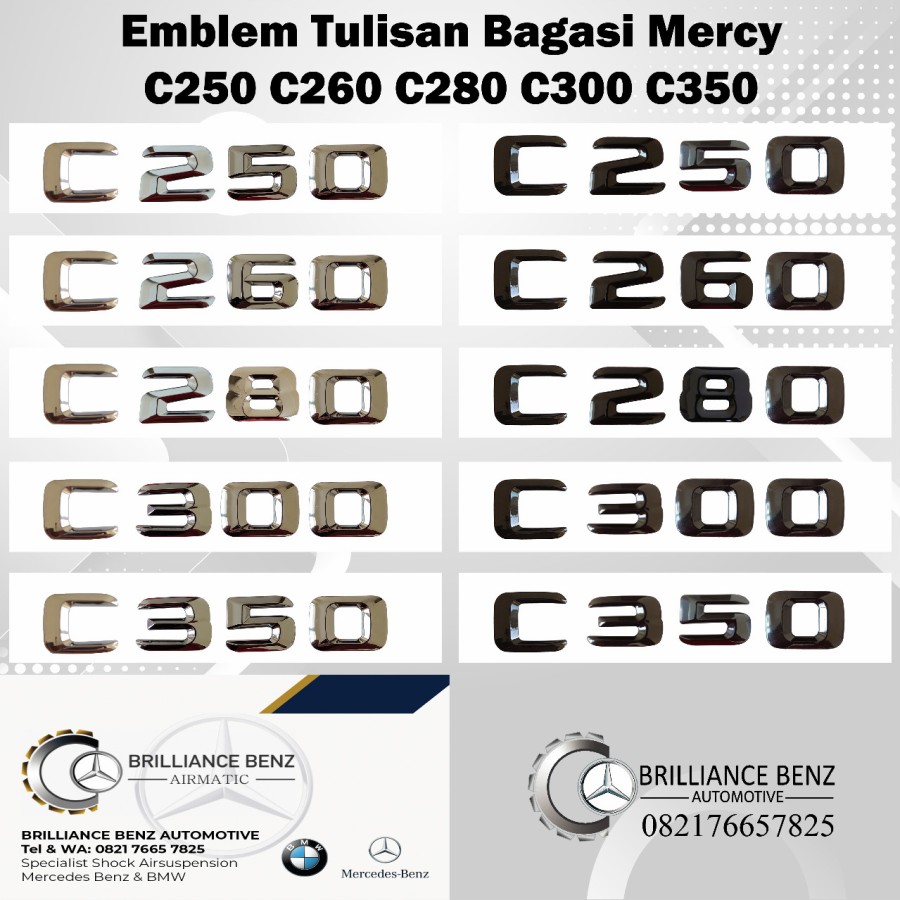 Emblem Tulisan Bagasi Mercy
C250 C260 C280 C300 C350
C250
C250
C260
C260
C280
C280
C300
C300
C350
C350
BRILLIANCE BENZ
AIRMATIC
BRILLIANCE BENZ AUTOMOTIVE
Tel & WA: 0821 7665 7825
Specialist Shock Airsuspension
Mercedes Benz & BMW
BMW
Mercedes-Benz
BRILLIANCE BENZ
AUTOMOTIVE
082176657825